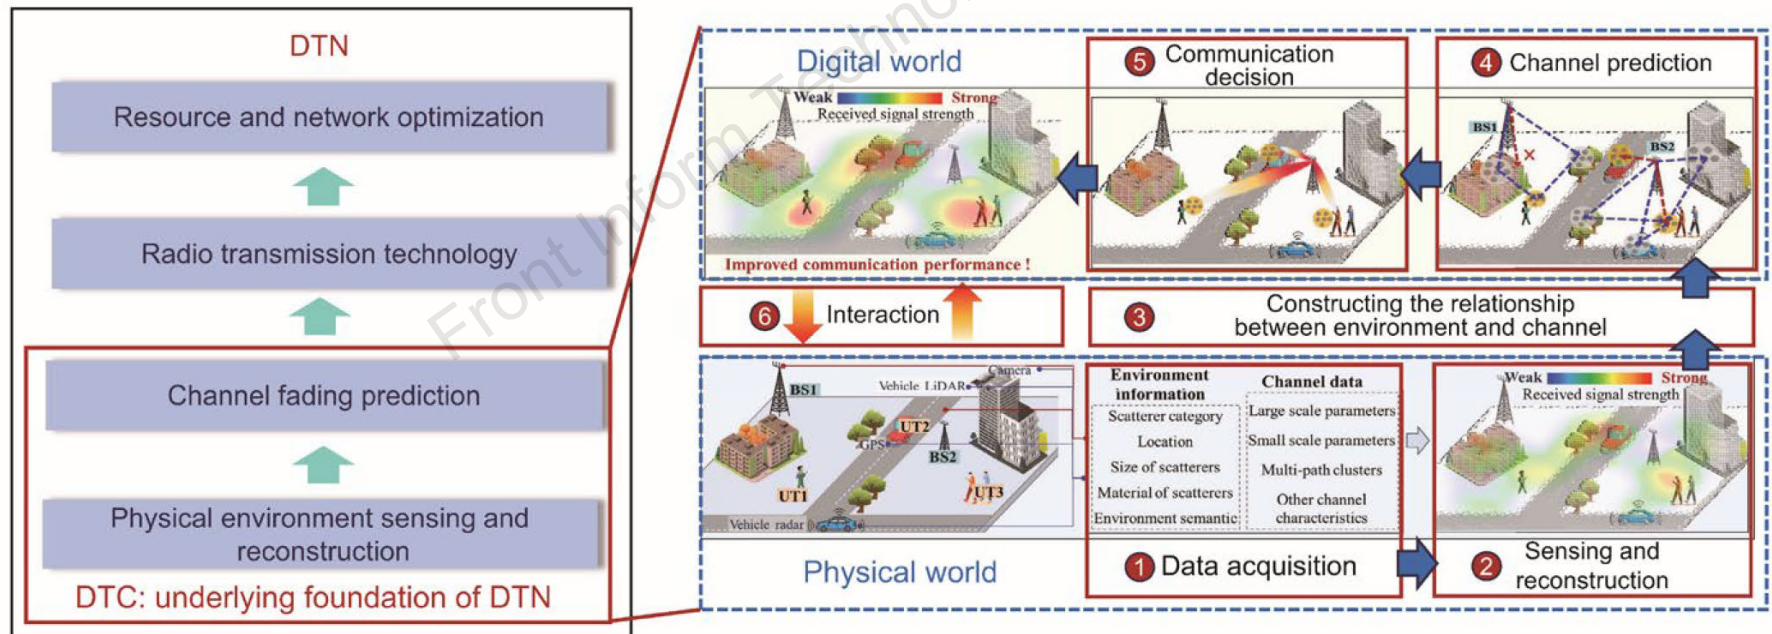 DTN
Resource and network optimization
Radio transmission technology
Channel fading prediction
Physical environment sensing and
reconstruction
DTC: underlying foundation of DTN
Front Inform Techno
Digital world
Weak Strong
Received signal strength
Improved communication performance !
5 Communication
decision
Weak Strong
Received signal strength
4 Channel prediction
BS1
BS2
×
6 Interaction
3 Constructing the relationship
between environment and channel
BS1
Vehicle LiDAR
Camera
UT2
GPS
BS2
UT1
UT3
Vehicle radar
Physical world
Environment
information
Scatterer category
Location
Size of scatterers
Material of scatterers
Environment semantic
Channel data
Large scale parameters
Small scale parameters
Multi-path clusters
Other channel
characteristics
1 Data acquisition
Weak Strong
Received signal strength
2 Sensing and
reconstruction